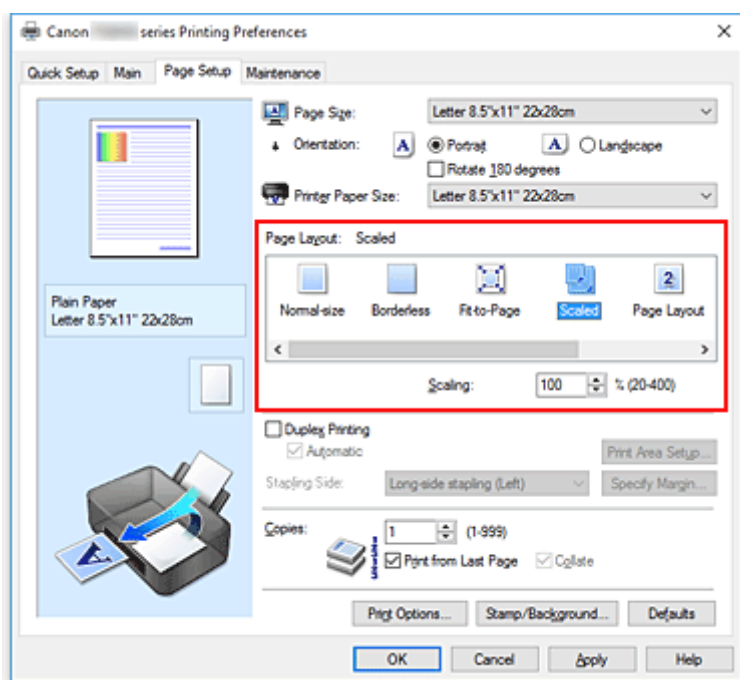 Canon series Printing Preferences
Quick Setup Main Page Setup Maintenance
Page Size: Letter 8.5"x11" 22x28cm
Orientation: A Portrait A Landscape
Rotate 180 degrees
Printer Paper Size: Letter 8.5"x11" 22x28cm
Page Layout: Scaled
Normal-size Borderless Fit-to-Page Scaled 2 Page Layout
Scaling: 100 % (20-400)
Plain Paper
Letter 8.5"x11" 22x28cm
Duplex Printing
Automatic Print Area Setup...
Stapling Side: Long-side stapling (Left) Specify Margin...
Copies: 1 (1-999)
Print from Last Page Collate
A
Print Options... Stamp/Background... Defaults
OK Cancel Apply Help